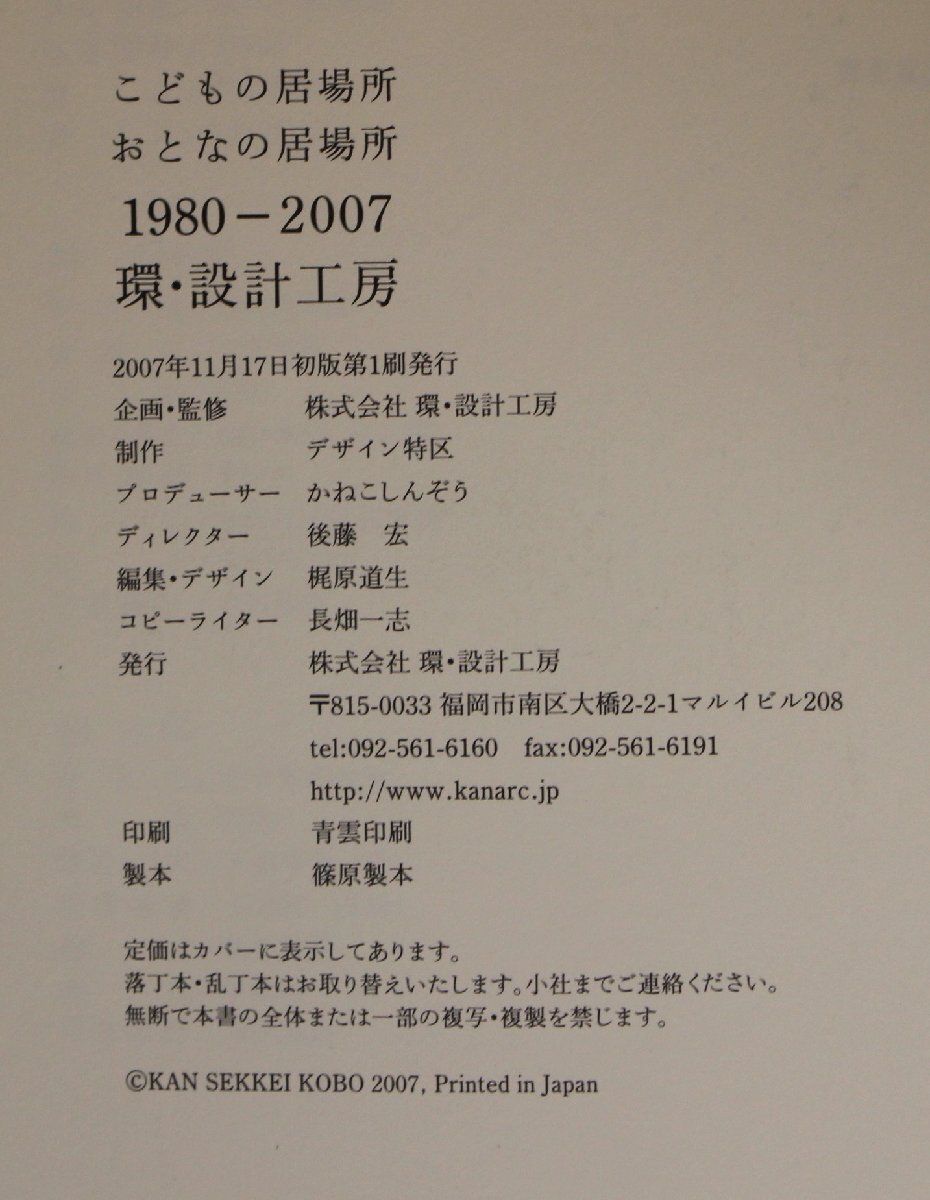 こどもの居場所
おとなの居場所
1980－2007
環・設計工房
2007年11月17日初版第1刷発行
企画・監修　株式会社 環・設計工房
制作　デザイン特区
プロデューサー　かねこしんぞう
ディレクター　後藤　宏
編集・デザイン　梶原道生
コピーライター　長畑一志
発行　株式会社 環・設計工房
〒815-0033 福岡市南区大橋2-2-1マルイビル208
tel:092-561-6160　fax:092-561-6191
http://www.kanarc.jp
印刷　青雲印刷
製本　篠原製本
定価はカバーに表示してあります。
落丁本・乱丁本はお取り替えいたします。小社までご連絡ください。
無断で本書の全体または一部の複写・複製を禁じます。
©KAN SEKKEI KOBO 2007, Printed in Japan